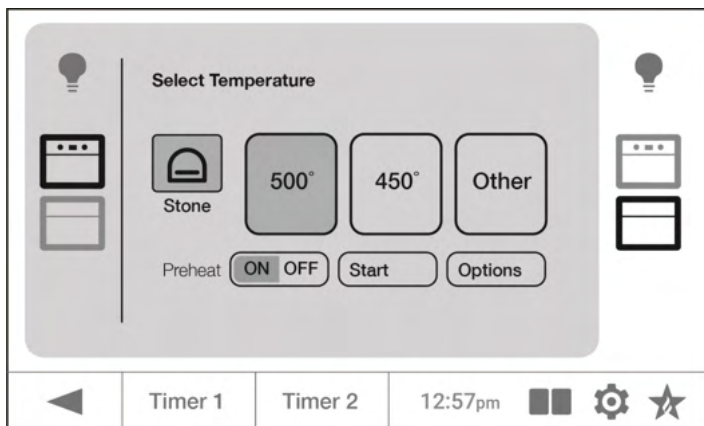 Select Temperature
500° 450° Other
Stone
Preheat ON OFF Start Options
Timer 1 Timer 2 12:57pm